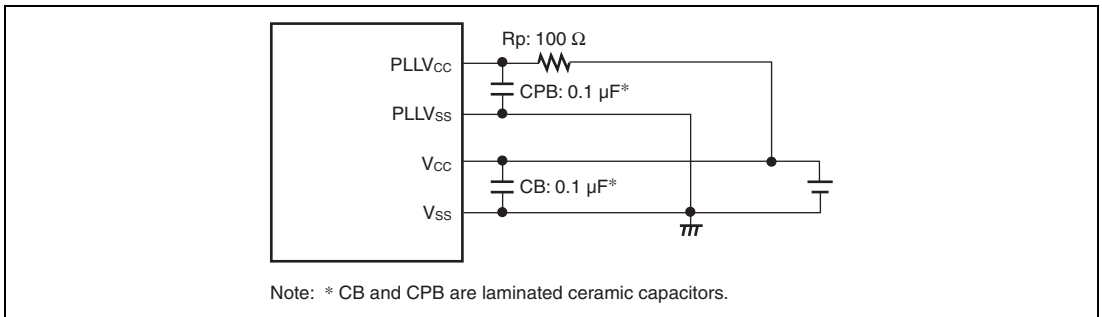 Rp: 100 Ω
PLLVCC
CPB: 0.1 µF*
PLLVSS
VCC
CB: 0.1 µF*
VSS
Note: * CB and CPB are laminated ceramic capacitors.